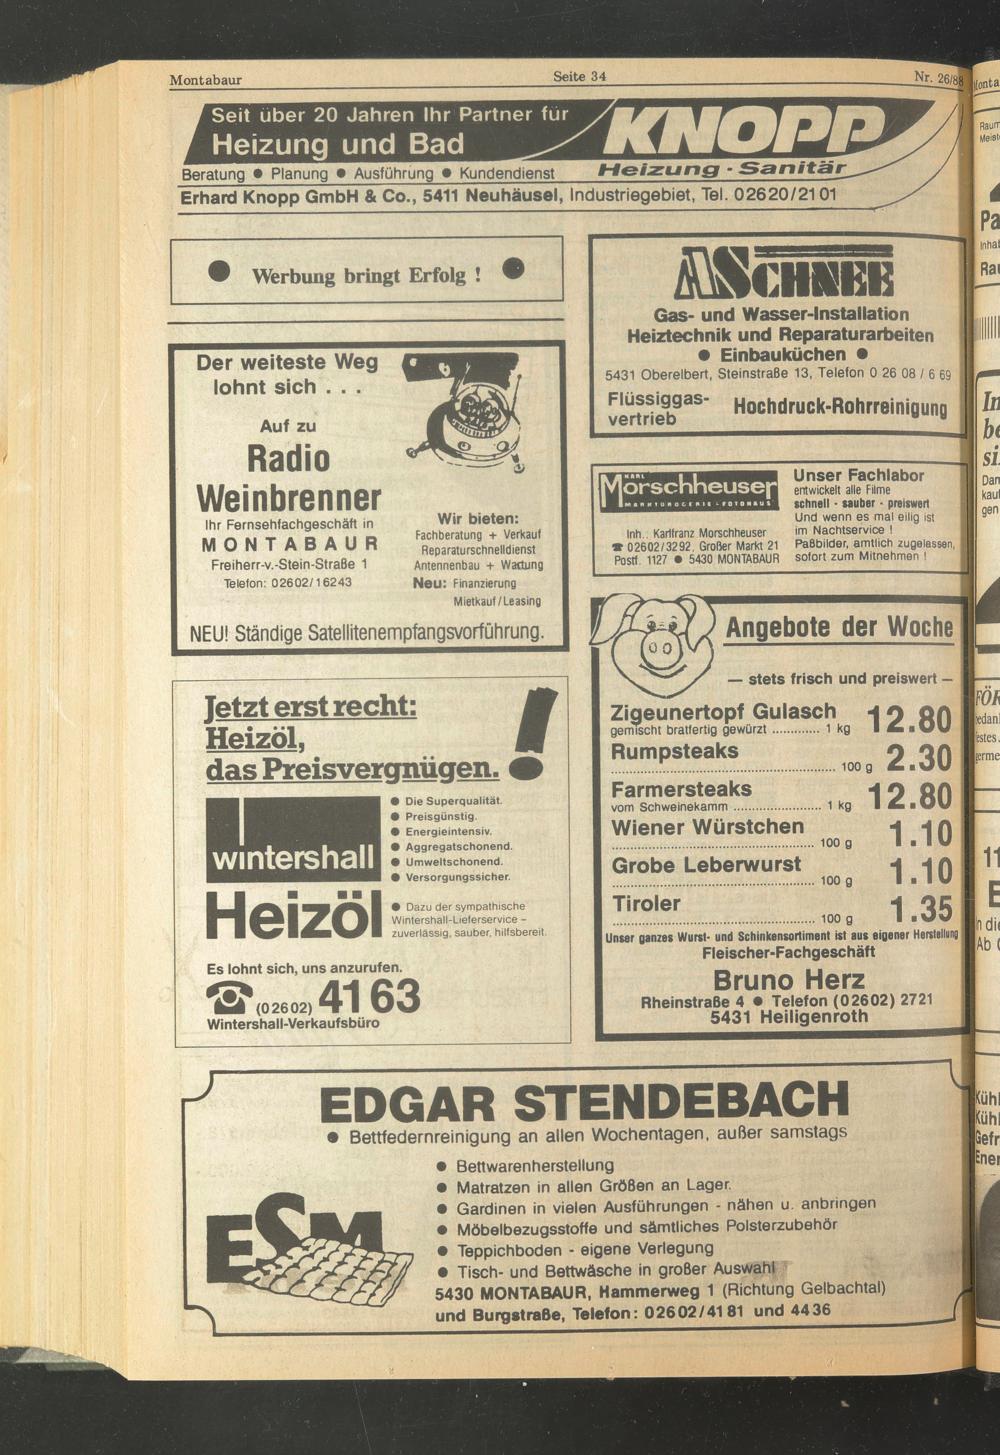 Montabaur Seite 34 Nr. 26/88
Seit über 20 Jahren Ihr Partner für
Heizung und Bad
KNOPP
Heizung - Sanitär
Beratung ● Planung ● Ausführung ● Kundendienst
Erhard Knopp GmbH & Co., 5411 Neuhäusel, Industriegebiet, Tel. 02620/2101
● Werbung bringt Erfolg ! ●
Der weiteste Weg
lohnt sich . . .
Auf zu
Radio
Weinbrenner
Ihr Fernsehfachgeschäft in
MONTABAUR
Freiherr-v.-Stein-Straße 1
Telefon: 02602/16243
Wir bieten:
Fachberatung + Verkauf
Reparaturschnelldienst
Antennenbau + Wartung
Neu: Finanzierung
Mietkauf/Leasing
NEU! Ständige Satellitenempfangsvorführung.
Jetzt erst recht:
Heizöl,
das Preisvergnügen.
!
wintershall
Heizöl
● Die Superqualität.
● Preisgünstig.
● Energieintensiv.
● Aggregatschonend.
● Umweltschonend.
● Versorgungssicher.
● Dazu der sympathische
Wintershall-Lieferservice –
zuverlässig, sauber, hilfsbereit.
Es lohnt sich, uns anzurufen.
☎ (02602) 4163
Wintershall-Verkaufsbüro
A SCHNEE
Gas- und Wasser-Installation
Heiztechnik und Reparaturarbeiten
● Einbauküchen ●
5431 Oberelbert, Steinstraße 13, Telefon 0 26 08 / 6 69
Flüssiggas-
vertrieb
Hochdruck-Rohrreinigung
KARL
Morschheuser
MARKTDROGERIE - FOTOHAUS
Inh.: Karlfranz Morschheuser
☎ 02602/3292, Großer Markt 21
Postf. 1127 ● 5430 MONTABAUR
Unser Fachlabor
entwickelt alle Filme
schnell - sauber - preiswert
Und wenn es mal eilig ist
im Nachtservice !
Paßbilder, amtlich zugelassen,
sofort zum Mitnehmen !
Angebote der Woche
— stets frisch und preiswert —
Zigeunertopf Gulasch
gemischt bratfertig gewürzt ............ 1 kg 12.80
Rumpsteaks
............ 100 g 2.30
Farmersteaks
vom Schweinekamm ............ 1 kg 12.80
Wiener Würstchen
............ 100 g 1.10
Grobe Leberwurst
............ 100 g 1.10
Tiroler
............ 100 g 1.35
Unser ganzes Wurst- und Schinkensortiment ist aus eigener Herstellung
Fleischer-Fachgeschäft
Bruno Herz
Rheinstraße 4 ● Telefon (02602) 2721
5431 Heiligenroth
EDGAR STENDEBACH
● Bettfedernreinigung an allen Wochentagen, außer samstags
ESM
● Bettwarenherstellung
● Matratzen in allen Größen an Lager.
● Gardinen in vielen Ausführungen - nähen u. anbringen
● Möbelbezugsstoffe und sämtliches Polsterzubehör
● Teppichboden - eigene Verlegung
● Tisch- und Bettwäsche in großer Auswahl
5430 MONTABAUR, Hammerweg 1 (Richtung Gelbachtal)
und Burgstraße, Telefon: 02602/4181 und 4436